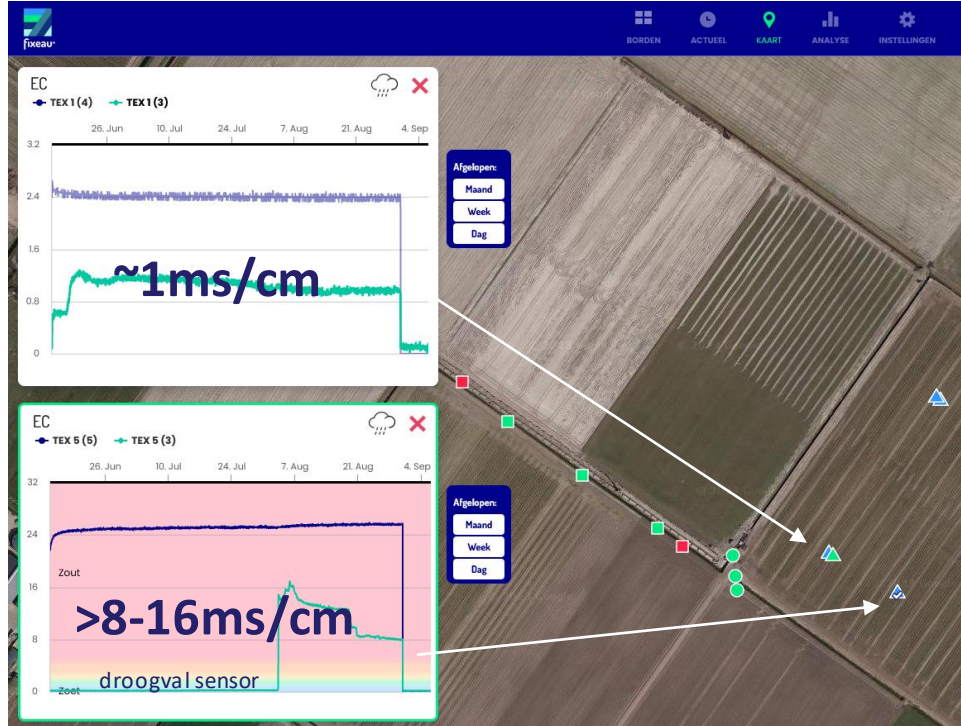 fixeau
BORDEN
ACTUEEL
KAART
ANALYSE
INSTELLINGEN
EC
TEX 1 (4) TEX 1 (3)
26. Jun 10. Jul 24. Jul 7. Aug 21. Aug 4. Sep
3.2
2.4
1.6
0.8
0
~1ms/cm
Afgelopen:
Maand
Week
Dag
EC
TEX 5 (5) TEX 5 (3)
26. Jun 10. Jul 24. Jul 7. Aug 21. Aug 4. Sep
32
24
16
8
0
Zout
>8-16ms/cm
droogval sensor
Zoet
Afgelopen:
Maand
Week
Dag